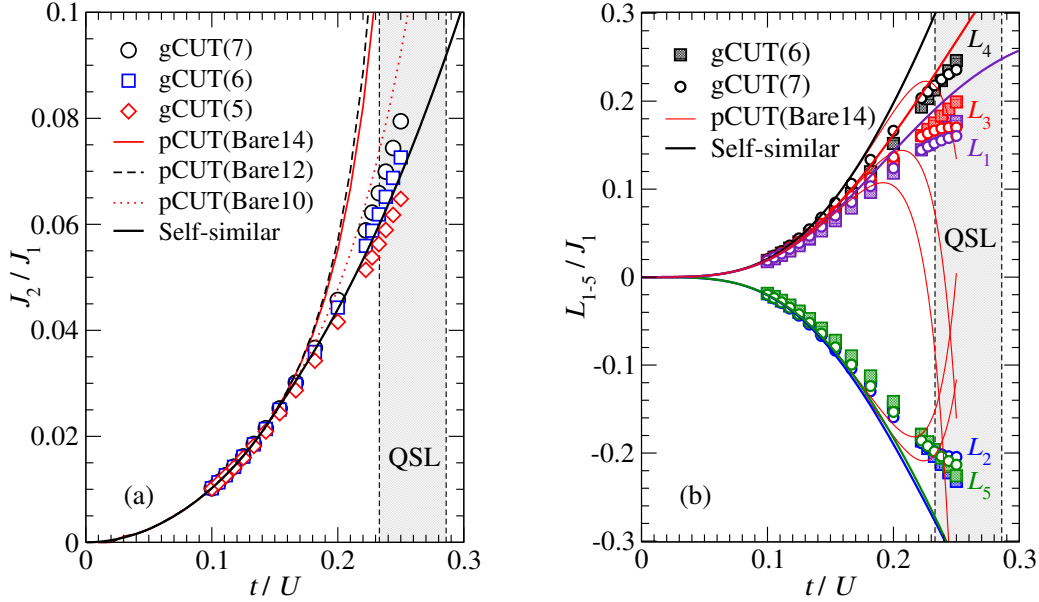 0.1
0.08
0.06
0.04
0.02
0
J2 / J1
gCUT(7)
gCUT(6)
gCUT(5)
pCUT(Bare14)
pCUT(Bare12)
pCUT(Bare10)
Self-similar
QSL
(a)
0
0.1
0.2
0.3
t / U
0.3
0.2
0.1
0
-0.1
-0.2
-0.3
L1-5 / J1
gCUT(6)
gCUT(7)
pCUT(Bare14)
Self-similar
L4
L3
L1
QSL
L2
L5
(b)
0
0.1
0.2
0.3
t / U